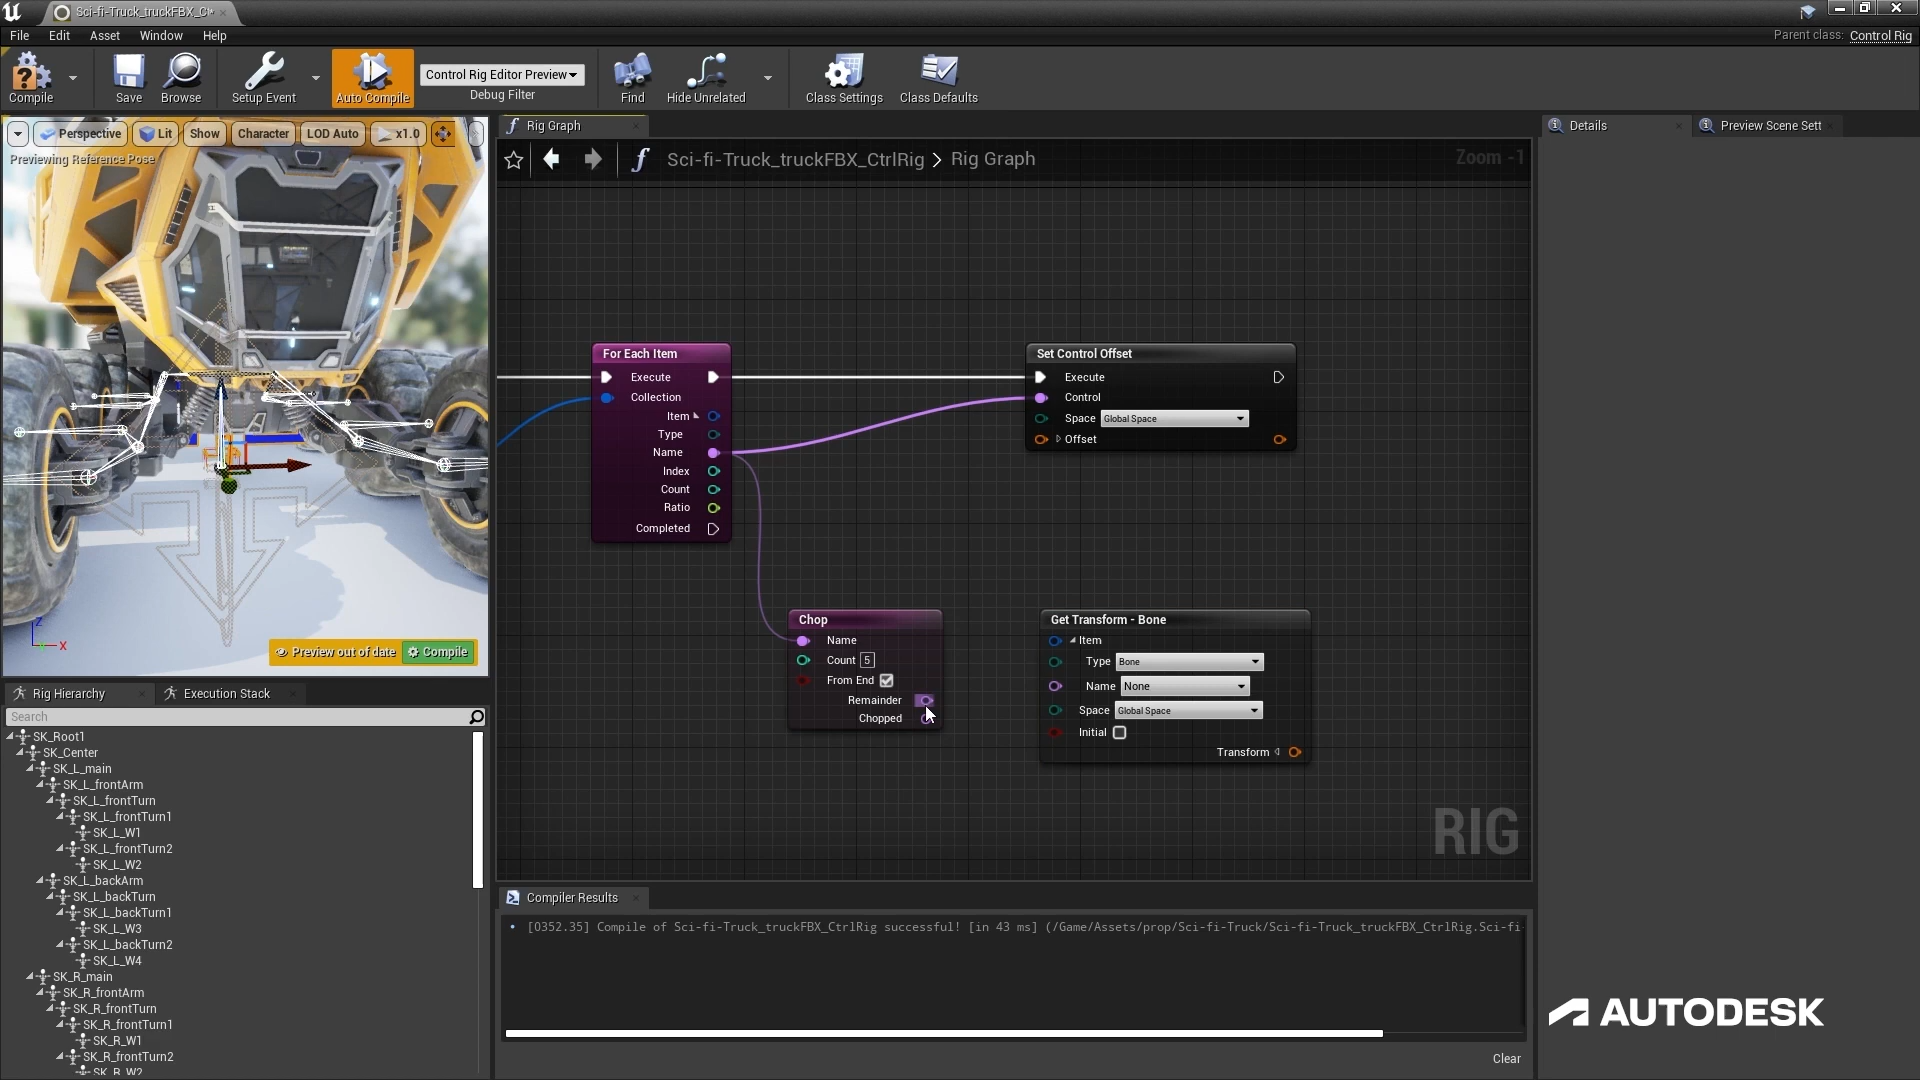 Sci-fi-Truck_truckFBX_C*
File Edit Asset Window Help
Parent class: Control Rig
Compile
Save
Browse
Setup Event
Auto Compile
Control Rig Editor Preview
Debug Filter
Find
Hide Unrelated
Class Settings
Class Defaults
Perspective
Lit
Show
Character
LOD Auto
x1.0
Previewing Reference Pose
Z
X
Preview out of date
Compile
Rig Graph
Sci-fi-Truck_truckFBX_CtrlRig > Rig Graph
Zoom -1
For Each Item
Execute
Collection
Item
Type
Name
Index
Count
Ratio
Completed
Set Control Offset
Execute
Control
Space Global Space
Offset
Chop
Name
Count 5
From End
Remainder
Chopped
Get Transform - Bone
Item
Type Bone
Name None
Space Global Space
Initial
Transform
RIG
Details
Preview Scene Sett
Rig Hierarchy
Execution Stack
Search
SK_Root1
SK_Center
SK_L_main
SK_L_frontArm
SK_L_frontTurn
SK_L_frontTurn1
SK_L_W1
SK_L_frontTurn2
SK_L_W2
SK_L_backArm
SK_L_backTurn
SK_L_backTurn1
SK_L_W3
SK_L_backTurn2
SK_L_W4
SK_R_main
SK_R_frontArm
SK_R_frontTurn
SK_R_frontTurn1
SK_R_W1
SK_R_frontTurn2
SK_R_W2
Compiler Results
[0352.35] Compile of Sci-fi-Truck_truckFBX_CtrlRig successful! [in 43 ms] (/Game/Assets/prop/Sci-fi-Truck/Sci-fi-Truck_truckFBX_CtrlRig.Sci-fi-
Clear
AUTODESK